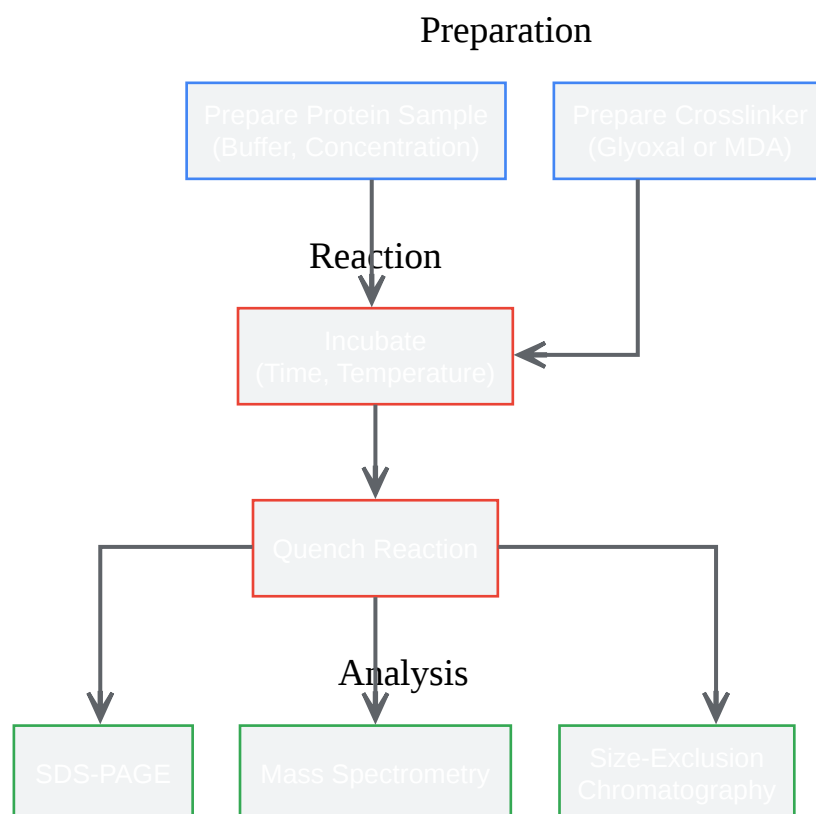 Preparation
Prepare Protein Sample
(Buffer, Concentration)
Prepare Crosslinker
(Glyoxal or MDA)
Reaction
Incubate
(Time, Temperature)
Quench Reaction
Analysis
SDS-PAGE
Mass Spectrometry
Size-Exclusion
Chromatography